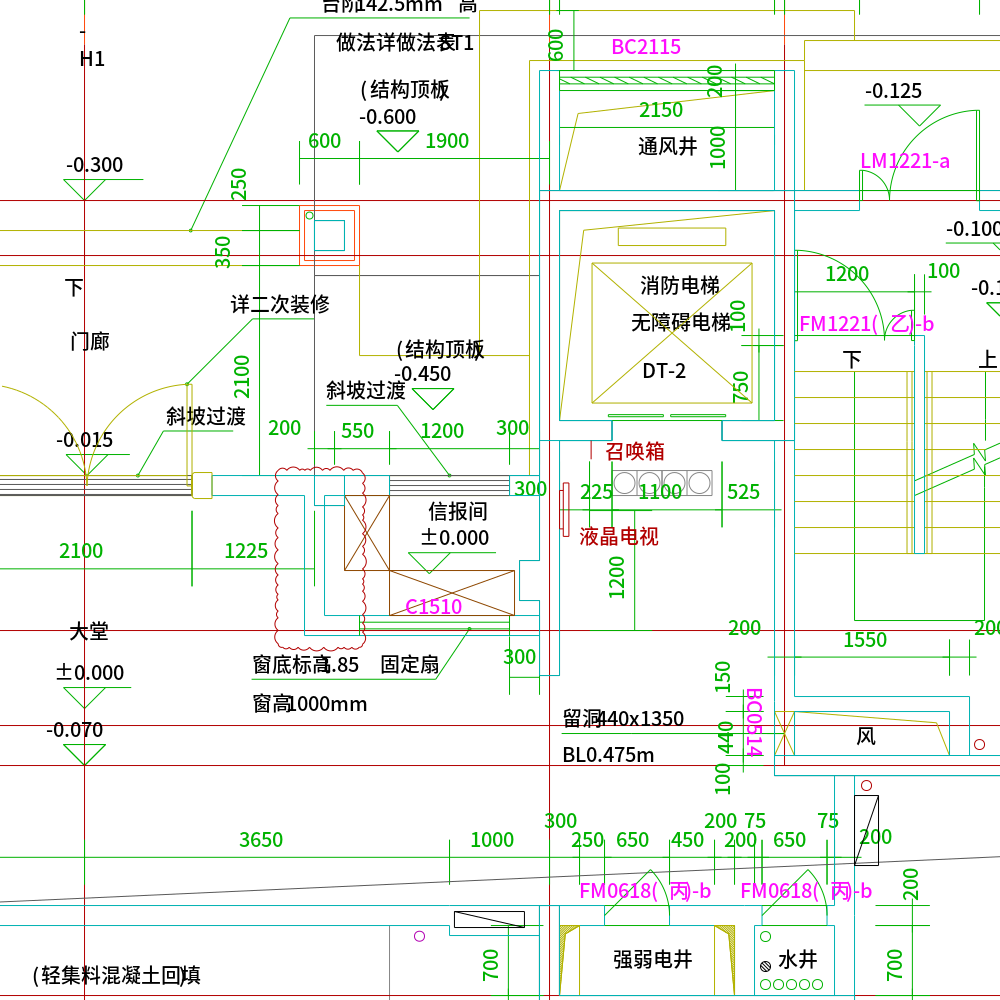 台阶142.5mm 高
H1
做法详做法表BT1
600
BC2115
(结构顶板)
-0.600
200
2150
-0.125
600
1900
通风井
1000
LM1221-a
-0.300
250
350
-0.100
下
详二次装修
消防电梯
1200
100
无障碍电梯
100
FM1221(乙)-b
门廊
(结构顶板)
-0.450
2100
DT-2
750
下
上
斜坡过渡
斜坡过渡
-0.015
200
550
1200
300
召唤箱
300
225
1100
525
信报间
±0.000
液晶电视
2100
1225
1200
C1510
大堂
200
1550
200
±0.000
窗底标高1.85
固定扇
300
150
窗高1000mm
BC0514
-0.070
留洞440x1350
440
风
BL0.475m
100
300
200
75
75
3650
1000
250
650
450
200
650
200
FM0618(丙)-b
FM0618(丙)-b
200
强弱电井
水井
700
700
(轻集料混凝土回填)